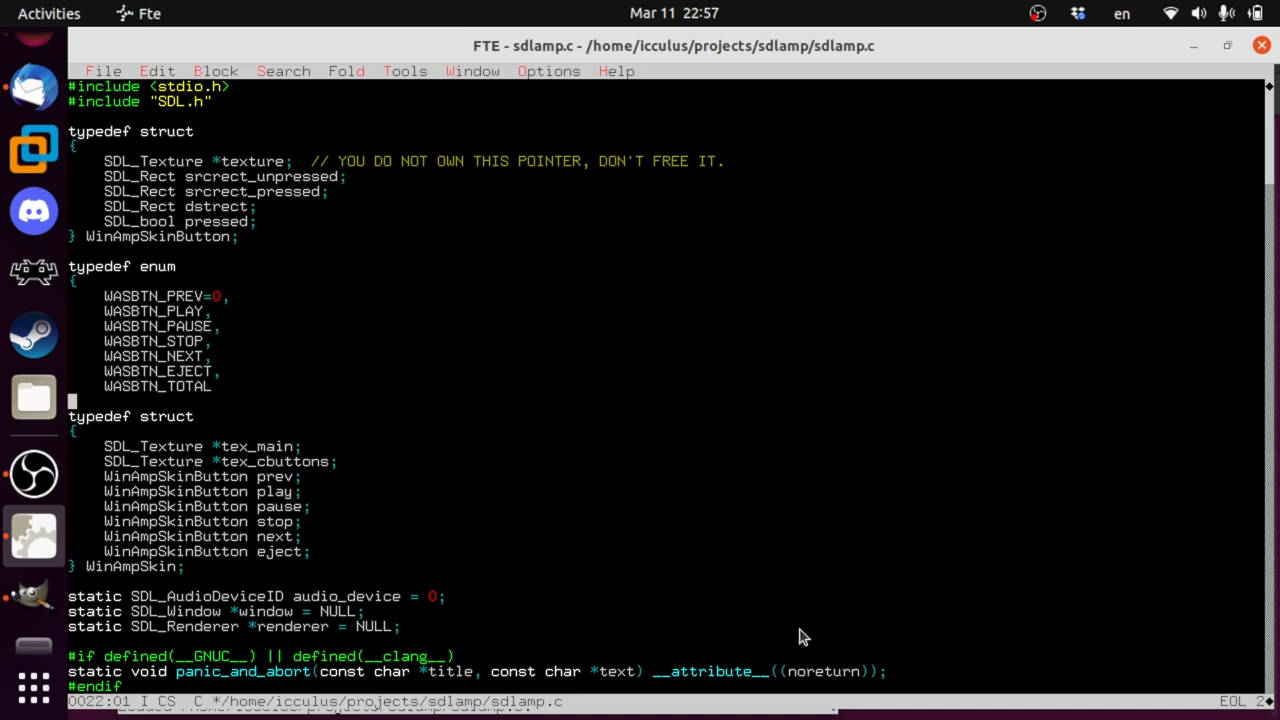 Activities
Fte
Mar 11 22:57
en
FTE - sdlamp.c - /home/icculus/projects/sdlamp/sdlamp.c
File Edit Block Search Fold Tools Window Options Help
#include <stdio.h>
#include "SDL.h"
typedef struct
{
    SDL_Texture *texture;  // YOU DO NOT OWN THIS POINTER, DON'T FREE IT.
    SDL_Rect srcrect_unpressed;
    SDL_Rect srcrect_pressed;
    SDL_Rect dstrect;
    SDL_bool pressed;
} WinAmpSkinButton;
typedef enum
{
    WASBTN_PREV=0,
    WASBTN_PLAY,
    WASBTN_PAUSE,
    WASBTN_STOP,
    WASBTN_NEXT,
    WASBTN_EJECT,
    WASBTN_TOTAL
typedef struct
{
    SDL_Texture *tex_main;
    SDL_Texture *tex_cbuttons;
    WinAmpSkinButton prev;
    WinAmpSkinButton play;
    WinAmpSkinButton pause;
    WinAmpSkinButton stop;
    WinAmpSkinButton next;
    WinAmpSkinButton eject;
} WinAmpSkin;
static SDL_AudioDeviceID audio_device = 0;
static SDL_Window *window = NULL;
static SDL_Renderer *renderer = NULL;
#if defined(__GNUC__) || defined(__clang__)
static void panic_and_abort(const char *title, const char *text) __attribute__((noreturn));
#endif
0022:01 I CS  C */home/icculus/projects/sdlamp/sdlamp.c
EOL 2